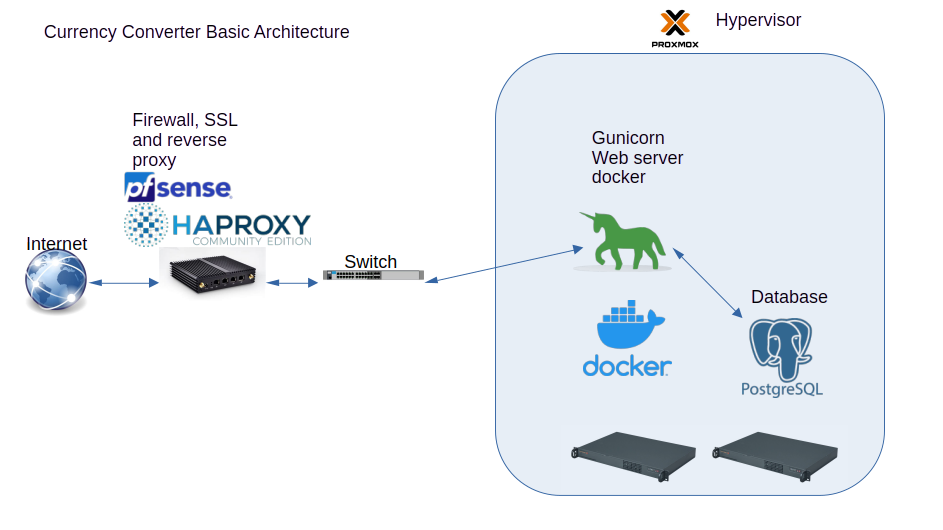 Currency Converter Basic Architecture
PROXMOX
Hypervisor
Firewall, SSL
and reverse
proxy
pfsense
HAPROXY
COMMUNITY EDITION
Internet
Switch
Gunicorn
Web server
docker
docker
Database
PostgreSQL